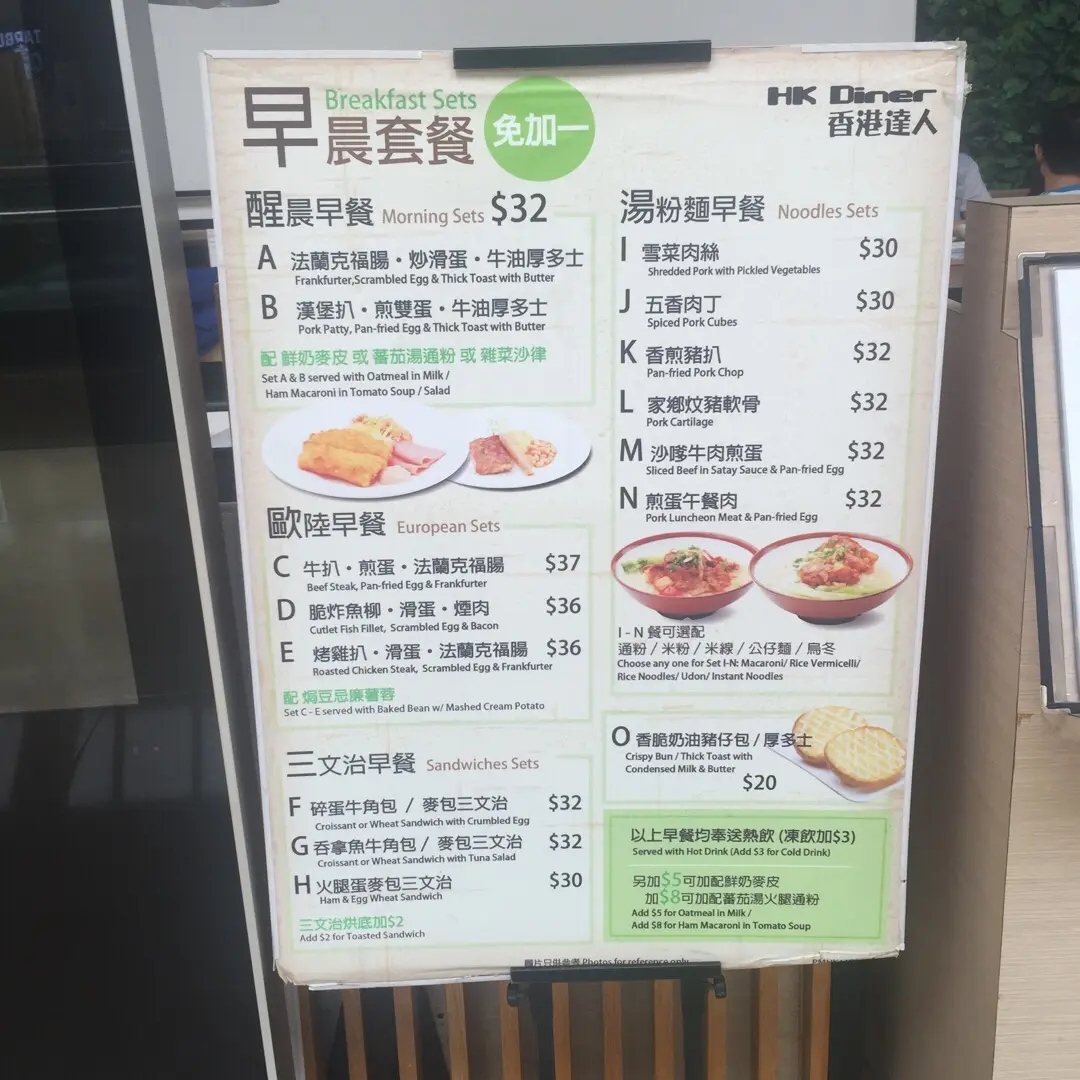 Breakfast Sets
早晨套餐
免加一
HK Diner
香港達人
醒晨早餐 Morning Sets $32
A 法蘭克福腸・炒滑蛋・牛油厚多士
Frankfurter,Scrambled Egg & Thick Toast with Butter
B 漢堡扒・煎雙蛋・牛油厚多士
Pork Patty, Pan-fried Egg & Thick Toast with Butter
配 鮮奶麥皮 或 蕃茄湯通粉 或 雜菜沙律
Set A & B served with Oatmeal in Milk /
Ham Macaroni in Tomato Soup / Salad
歐陸早餐 European Sets
C 牛扒・煎蛋・法蘭克福腸 $37
Beef Steak, Pan-fried Egg & Frankfurter
D 脆炸魚柳・滑蛋・煙肉 $36
Cutlet Fish Fillet, Scrambled Egg & Bacon
E 烤雞扒・滑蛋・法蘭克福腸 $36
Roasted Chicken Steak, Scrambled Egg & Frankfurter
配 焗豆忌廉薯蓉
Set C - E served with Baked Bean w/ Mashed Cream Potato
三文治早餐 Sandwiches Sets
F 碎蛋牛角包 / 麥包三文治 $32
Croissant or Wheat Sandwich with Crumbled Egg
G 吞拿魚牛角包 / 麥包三文治 $32
Croissant or Wheat Sandwich with Tuna Salad
H 火腿蛋麥包三文治 $30
Ham & Egg Wheat Sandwich
三文治烘底加$2
Add $2 for Toasted Sandwich
湯粉麵早餐 Noodles Sets
I 雪菜肉絲 $30
Shredded Pork with Pickled Vegetables
J 五香肉丁 $30
Spiced Pork Cubes
K 香煎豬扒 $32
Pan-fried Pork Chop
L 家鄉炆豬軟骨 $32
Pork Cartilage
M 沙嗲牛肉煎蛋 $32
Sliced Beef in Satay Sauce & Pan-fried Egg
N 煎蛋午餐肉 $32
Pork Luncheon Meat & Pan-fried Egg
I - N 餐可選配
通粉 / 米粉 / 米線 / 公仔麵 / 烏冬
Choose any one for Set I-N: Macaroni/ Rice Vermicelli/
Rice Noodles/ Udon/ Instant Noodles
O 香脆奶油豬仔包 / 厚多士
Crispy Bun / Thick Toast with
Condensed Milk & Butter
$20
以上早餐均奉送熱飲 (凍飲加$3)
Served with Hot Drink (Add $3 for Cold Drink)
另加$5可加配鮮奶麥皮
加$8可加配蕃茄湯火腿通粉
Add $5 for Oatmeal in Milk /
Add $8 for Ham Macaroni in Tomato Soup
圖片只供參考 Photos for reference only